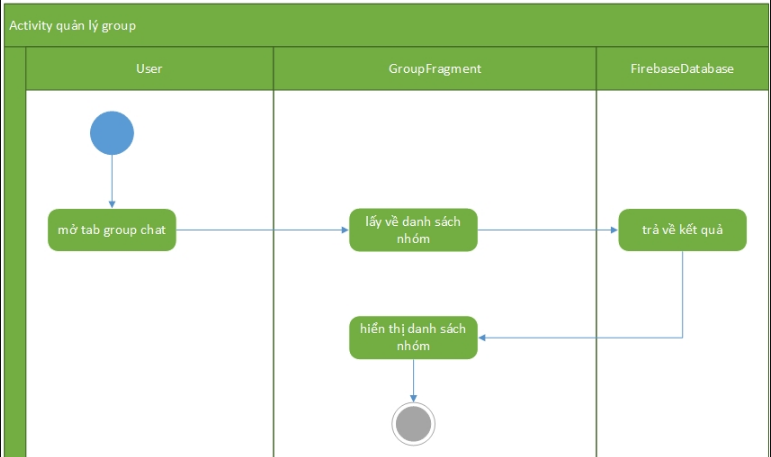 Activity quản lý group
User
GroupFragment
FirebaseDatabase
mở tab group chat
lấy về danh sách
nhóm
trả về kết quả
hiển thị danh sách
nhóm